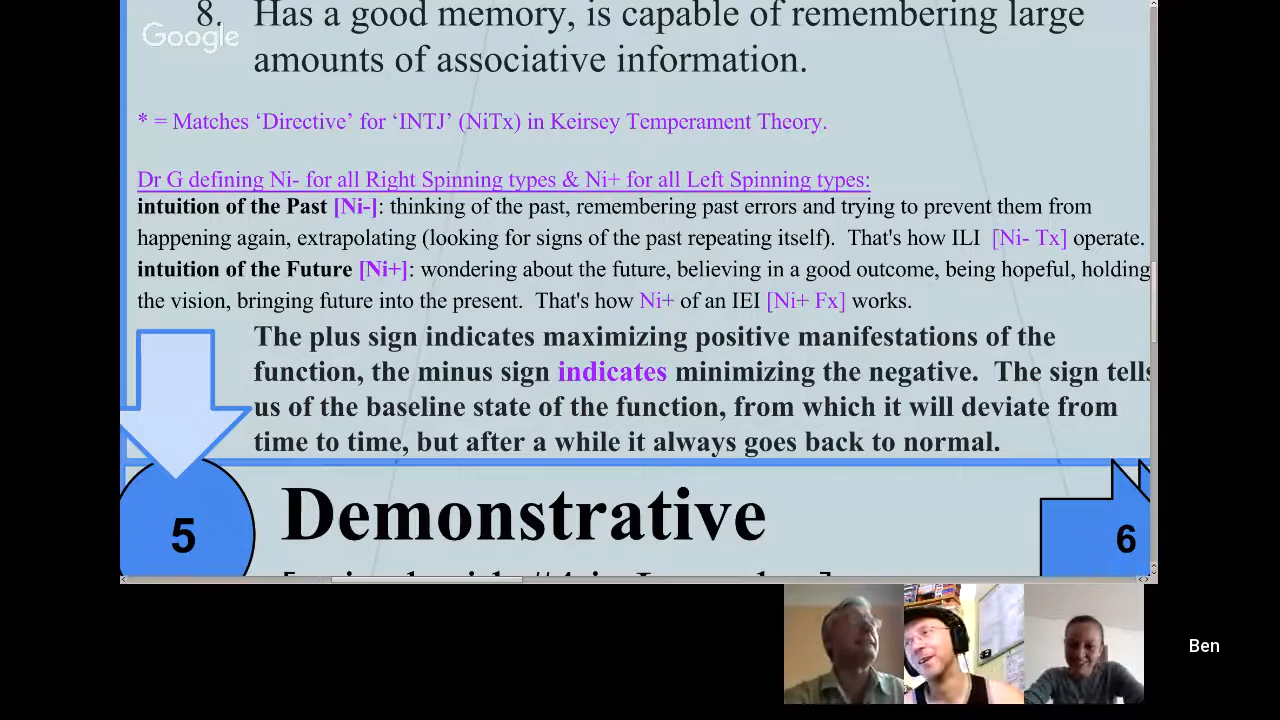 8. Has a good memory, is capable of remembering large
Google
amounts of associative information.
* = Matches ‘Directive’ for ‘INTJ’ (NiTx) in Keirsey Temperament Theory.
Dr G defining Ni- for all Right Spinning types & Ni+ for all Left Spinning types:
intuition of the Past [Ni-]: thinking of the past, remembering past errors and trying to prevent them from
happening again, extrapolating (looking for signs of the past repeating itself). That's how ILI [Ni- Tx] operate.
intuition of the Future [Ni+]: wondering about the future, believing in a good outcome, being hopeful, holding
the vision, bringing future into the present. That's how Ni+ of an IEI [Ni+ Fx] works.
The plus sign indicates maximizing positive manifestations of the
function, the minus sign indicates minimizing the negative. The sign tells
us of the baseline state of the function, from which it will deviate from
time to time, but after a while it always goes back to normal.
5 Demonstrative 6
Ben